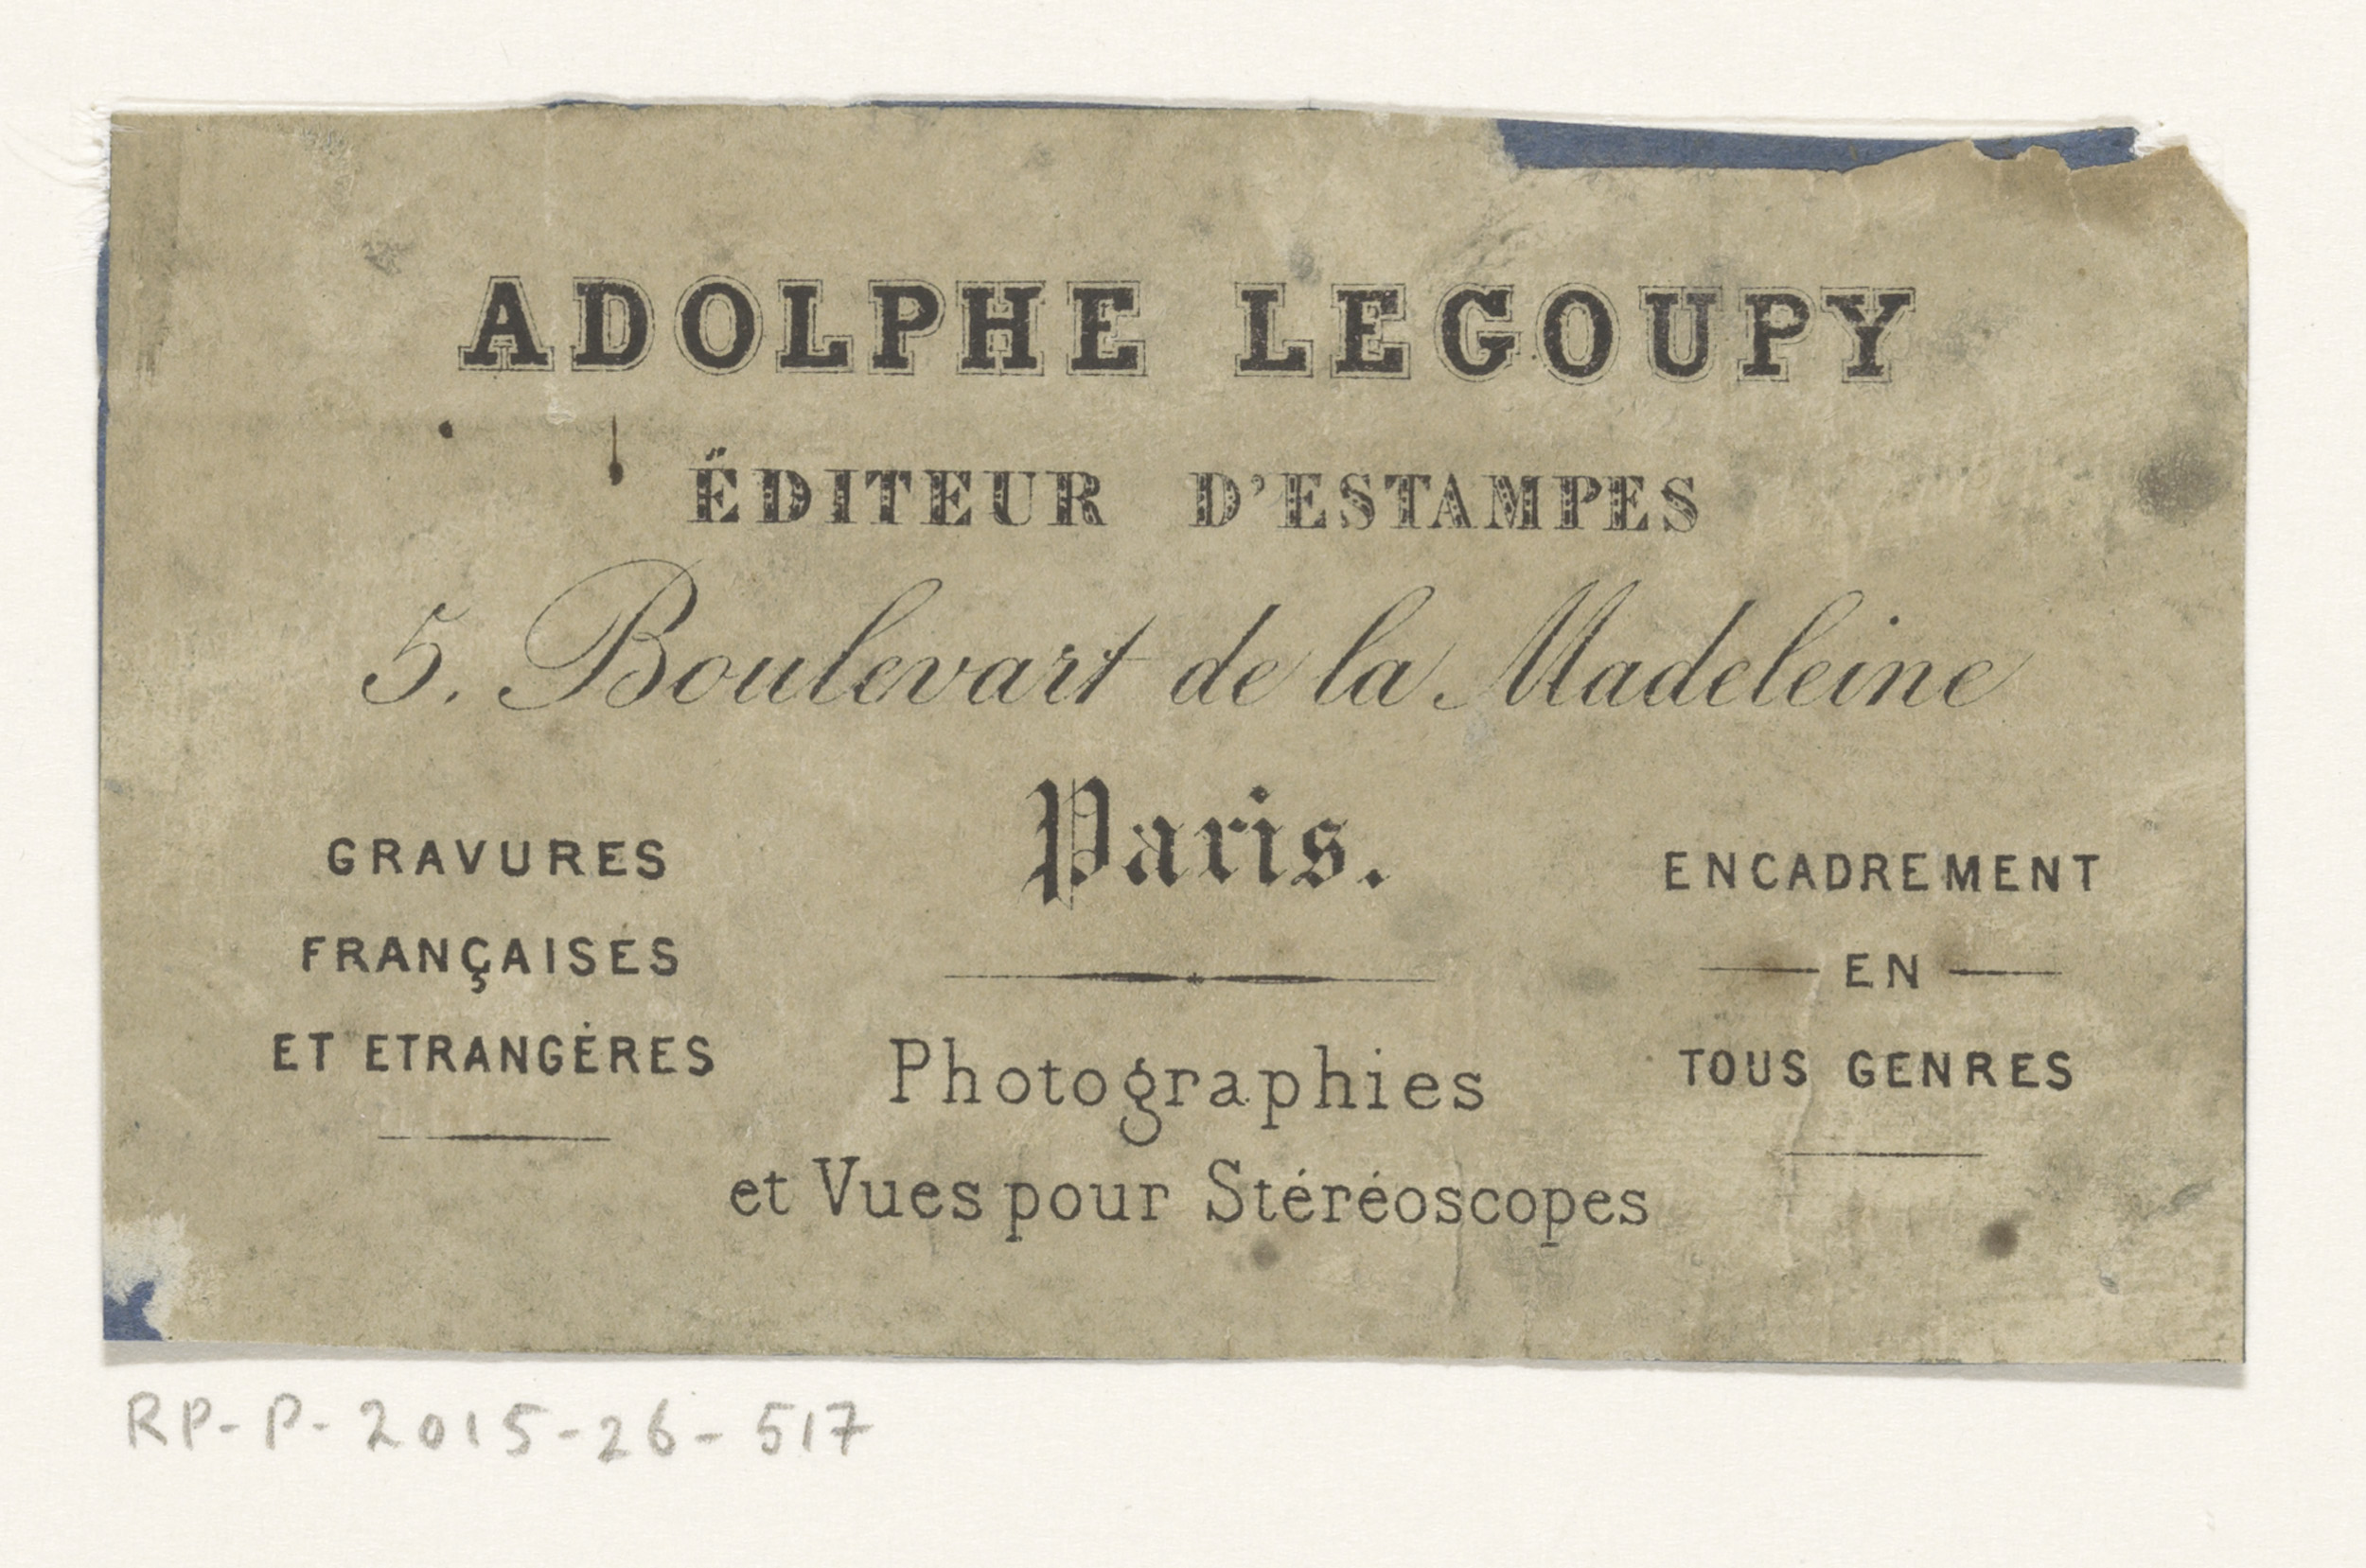 ADOLPHE LEGOUPY
ÉDITEUR D'ESTAMPES
5. Boulevart de la Madeleine
Paris.
GRAVURES
FRANÇAISES
ET ETRANGÈRES
Photographies
et Vues pour Stéréoscopes
ENCADREMENT
EN
TOUS GENRES
RP-P-2015-26-517